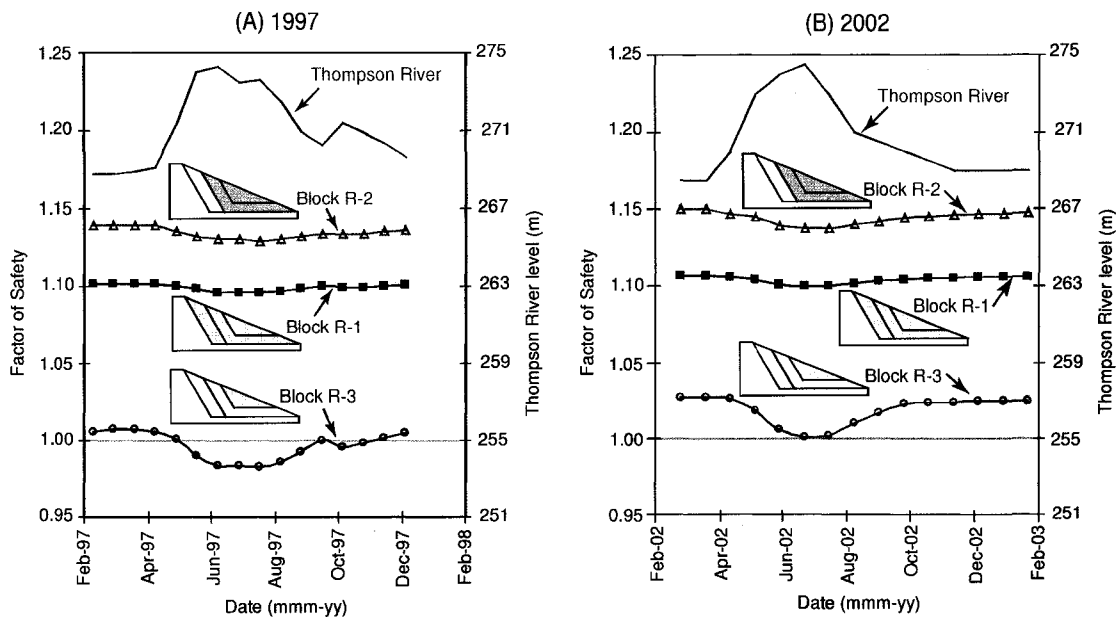 (A) 1997
Factor of Safety
1.25
1.20
1.15
1.10
1.05
1.00
0.95
Thompson River
Block R-2
Block R-1
Block R-3
275
271
267
263
259
255
251
Thompson River level (m)
Feb-97
Apr-97
Jun-97
Aug-97
Oct-97
Dec-97
Feb-98
Date (mmm-yy)
(B) 2002
Factor of Safety
1.25
1.20
1.15
1.10
1.05
1.00
0.95
Thompson River
Block R-2
Block R-1
Block R-3
275
271
267
263
259
255
251
Thompson River level (m)
Feb-02
Apr-02
Jun-02
Aug-02
Oct-02
Dec-02
Feb-03
Date (mmm-yy)